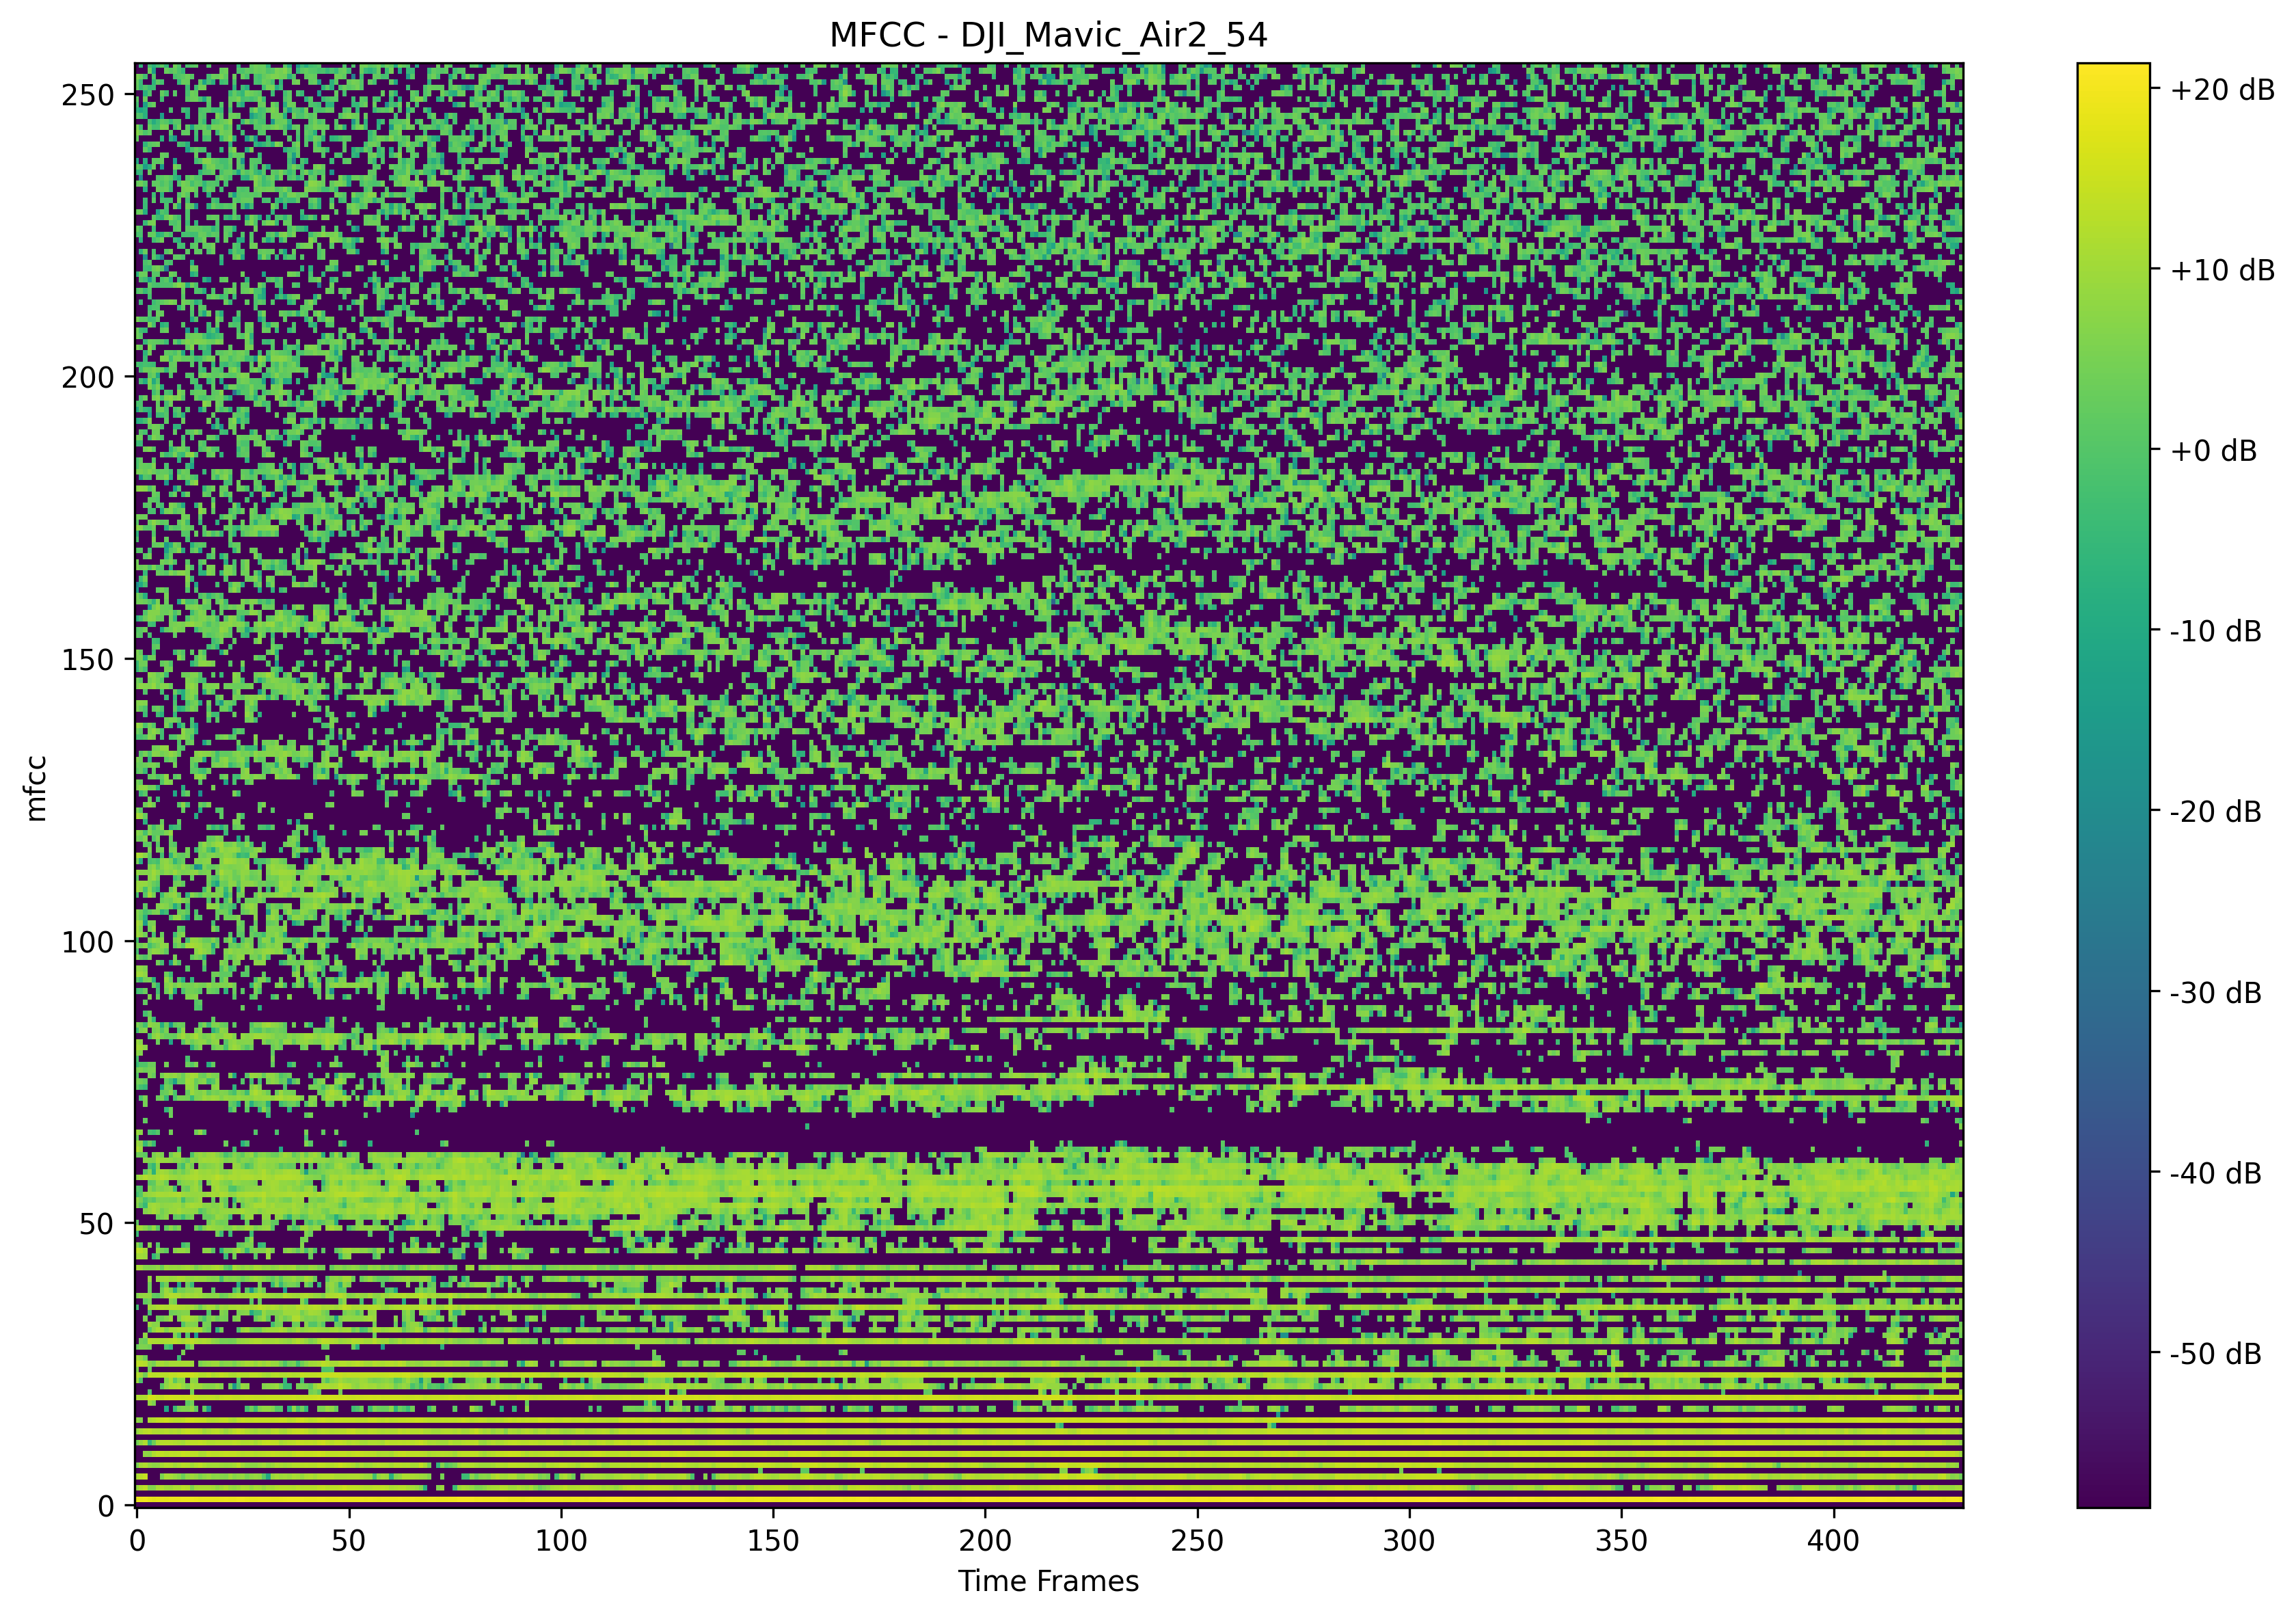 MFCC - DJI_Mavic_Air2_54
250
200
150
100
50
0
mfcc
0 50 100 150 200 250 300 350 400
Time Frames
+20 dB
+10 dB
+0 dB
-10 dB
-20 dB
-30 dB
-40 dB
-50 dB